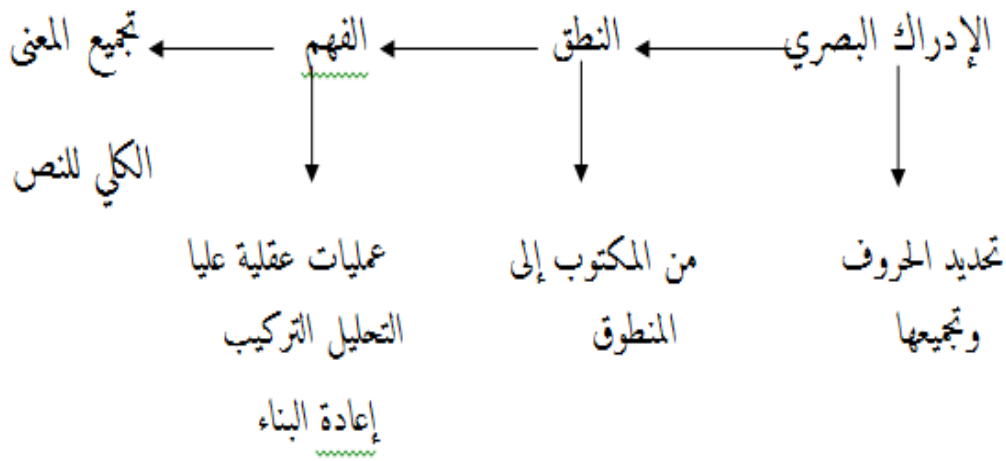 الإدراك البصري النطق الفهم تجميع المعنى
الكلي للنص
تحديد الحروف من المكتوب إلى عمليات عقلية عليا
وتجميعها المنطوق التحليل التركيب
إعادة البناء